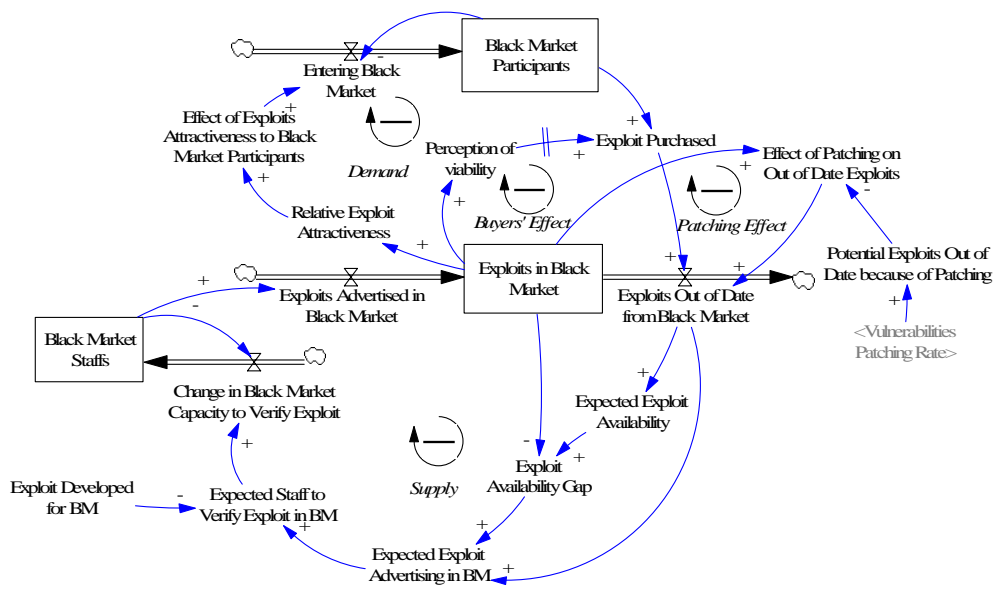 Black Market
Participants
-
Entering Black
Market
+
Effect of Exploits
Attractiveness to Black
Market Participants
Demand
Perception of
viability
+
+
Exploit Purchased
+
Effect of Patching on
Out of Date Exploits
+
-
Buyers' Effect
Patching Effect
+
Relative Exploit
Attractiveness
+
+
Exploits in Black
Market
Potential Exploits Out of
Date because of Patching
+
<Vulnerabilities
Patching Rate>
+
+
Exploits Out of Date
from Black Market
Exploits Advertised in
Black Market
+
-
Black Market
Staffs
Change in Black Market
Capacity to Verify Exploit
+
+
Expected Exploit
Availability
+
-
Exploit
Availability Gap
Supply
Exploit Developed
for BM
-
Expected Staff to
Verify Exploit in BM
+
+
Expected Exploit
Advertising in BM
+